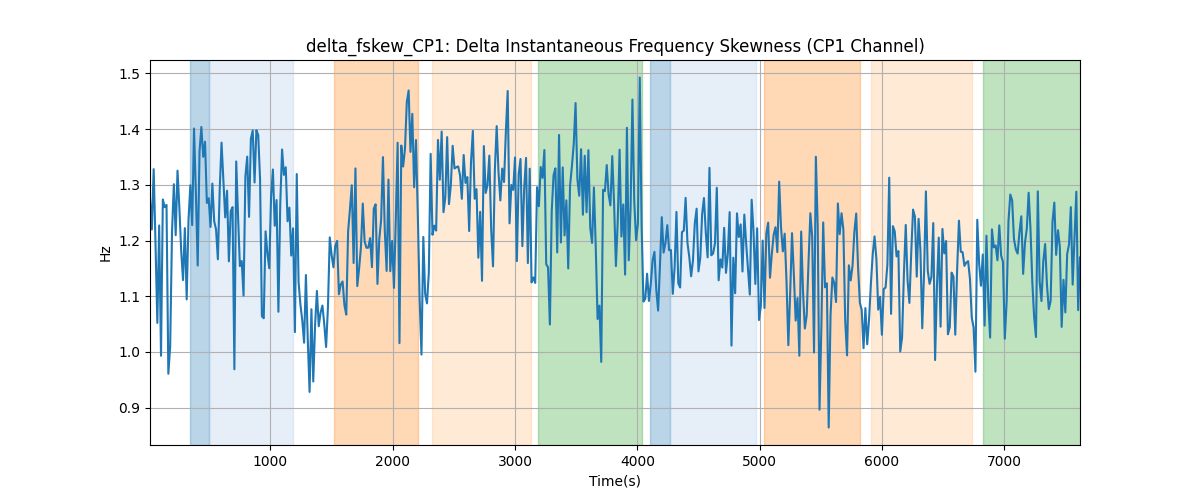 delta_fskew_CP1: Delta Instantaneous Frequency Skewness (CP1 Channel)
Hz
1.5
1.4
1.3
1.2
1.1
1.0
0.9
1000 2000 3000 4000 5000 6000 7000
Time(s)